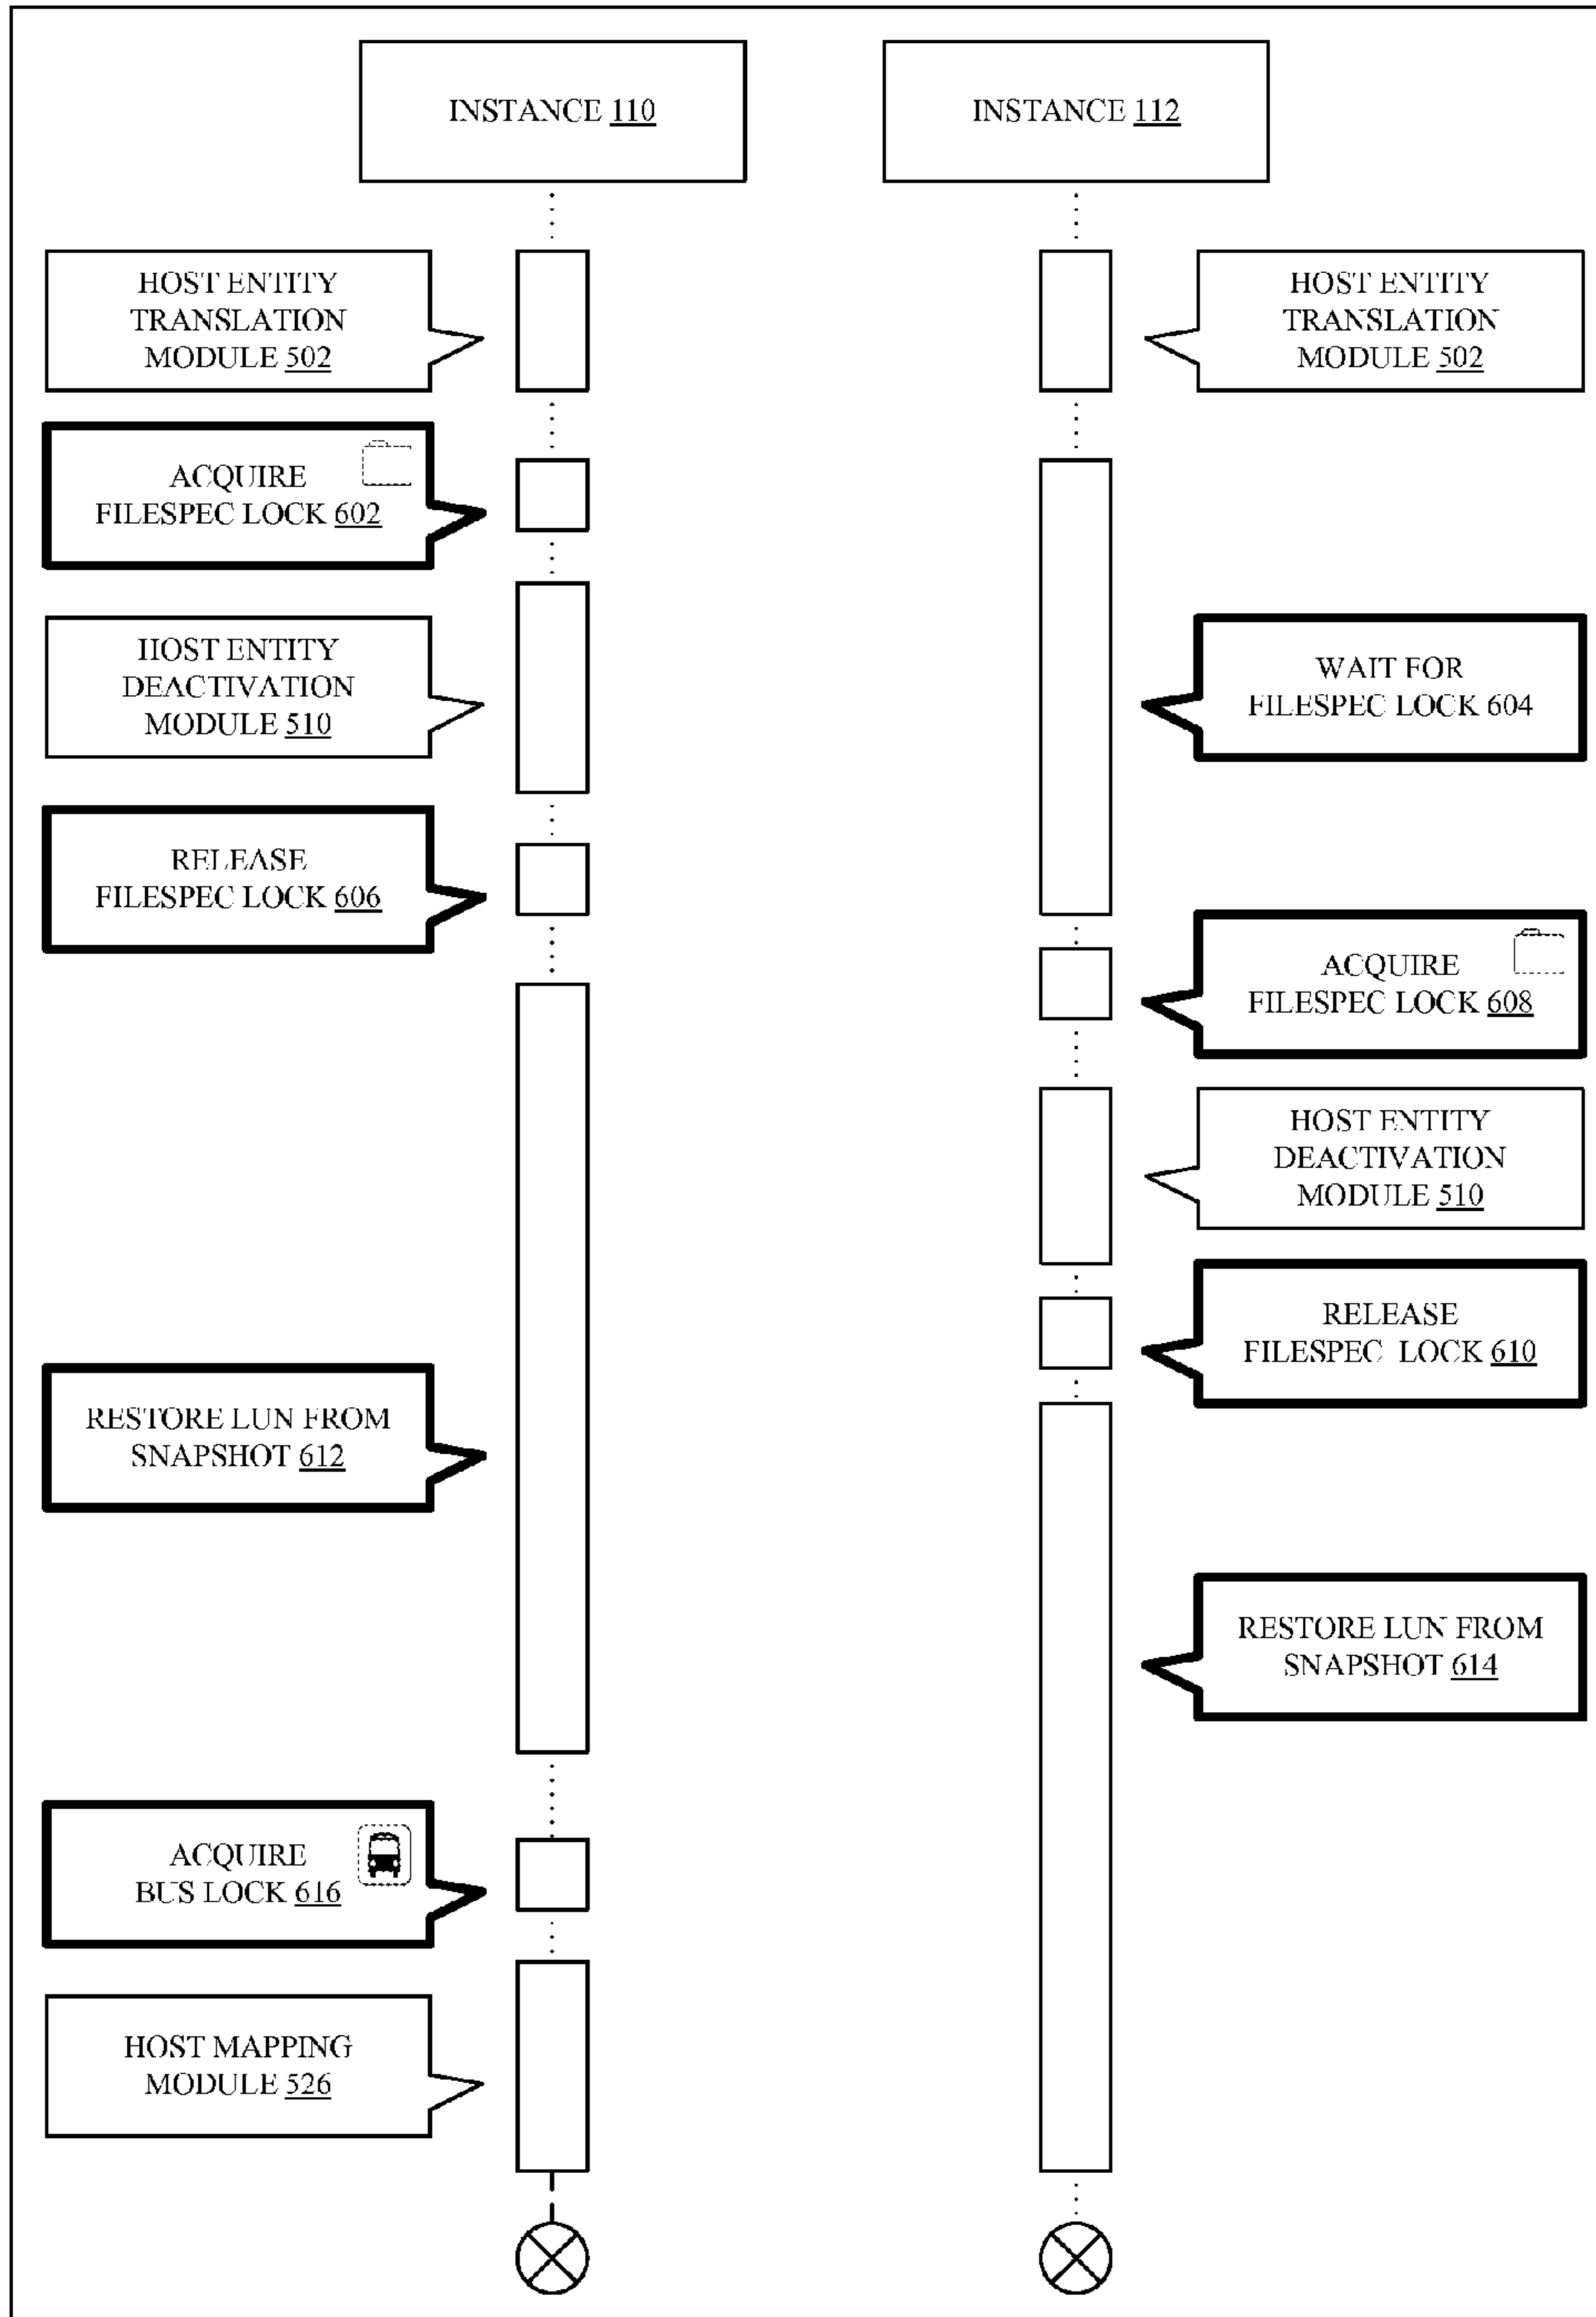 INSTANCE 110
INSTANCE 112
HOST ENTITY
TRANSLATION
MODULE 502
HOST ENTITY
TRANSLATION
MODULE 502
ACQUIRE
FILESPEC LOCK 602
HOST ENTITY
DEACTIVATION
MODULE 510
WAIT FOR
FILESPEC LOCK 604
RELEASE
FILESPEC LOCK 606
ACQUIRE
FILESPEC LOCK 608
HOST ENTITY
DEACTIVATION
MODULE 510
RELEASE
FILESPEC LOCK 610
RESTORE LUN FROM
SNAPSHOT 612
RESTORE LUN FROM
SNAPSHOT 614
ACQUIRE
BUS LOCK 616
HOST MAPPING
MODULE 526